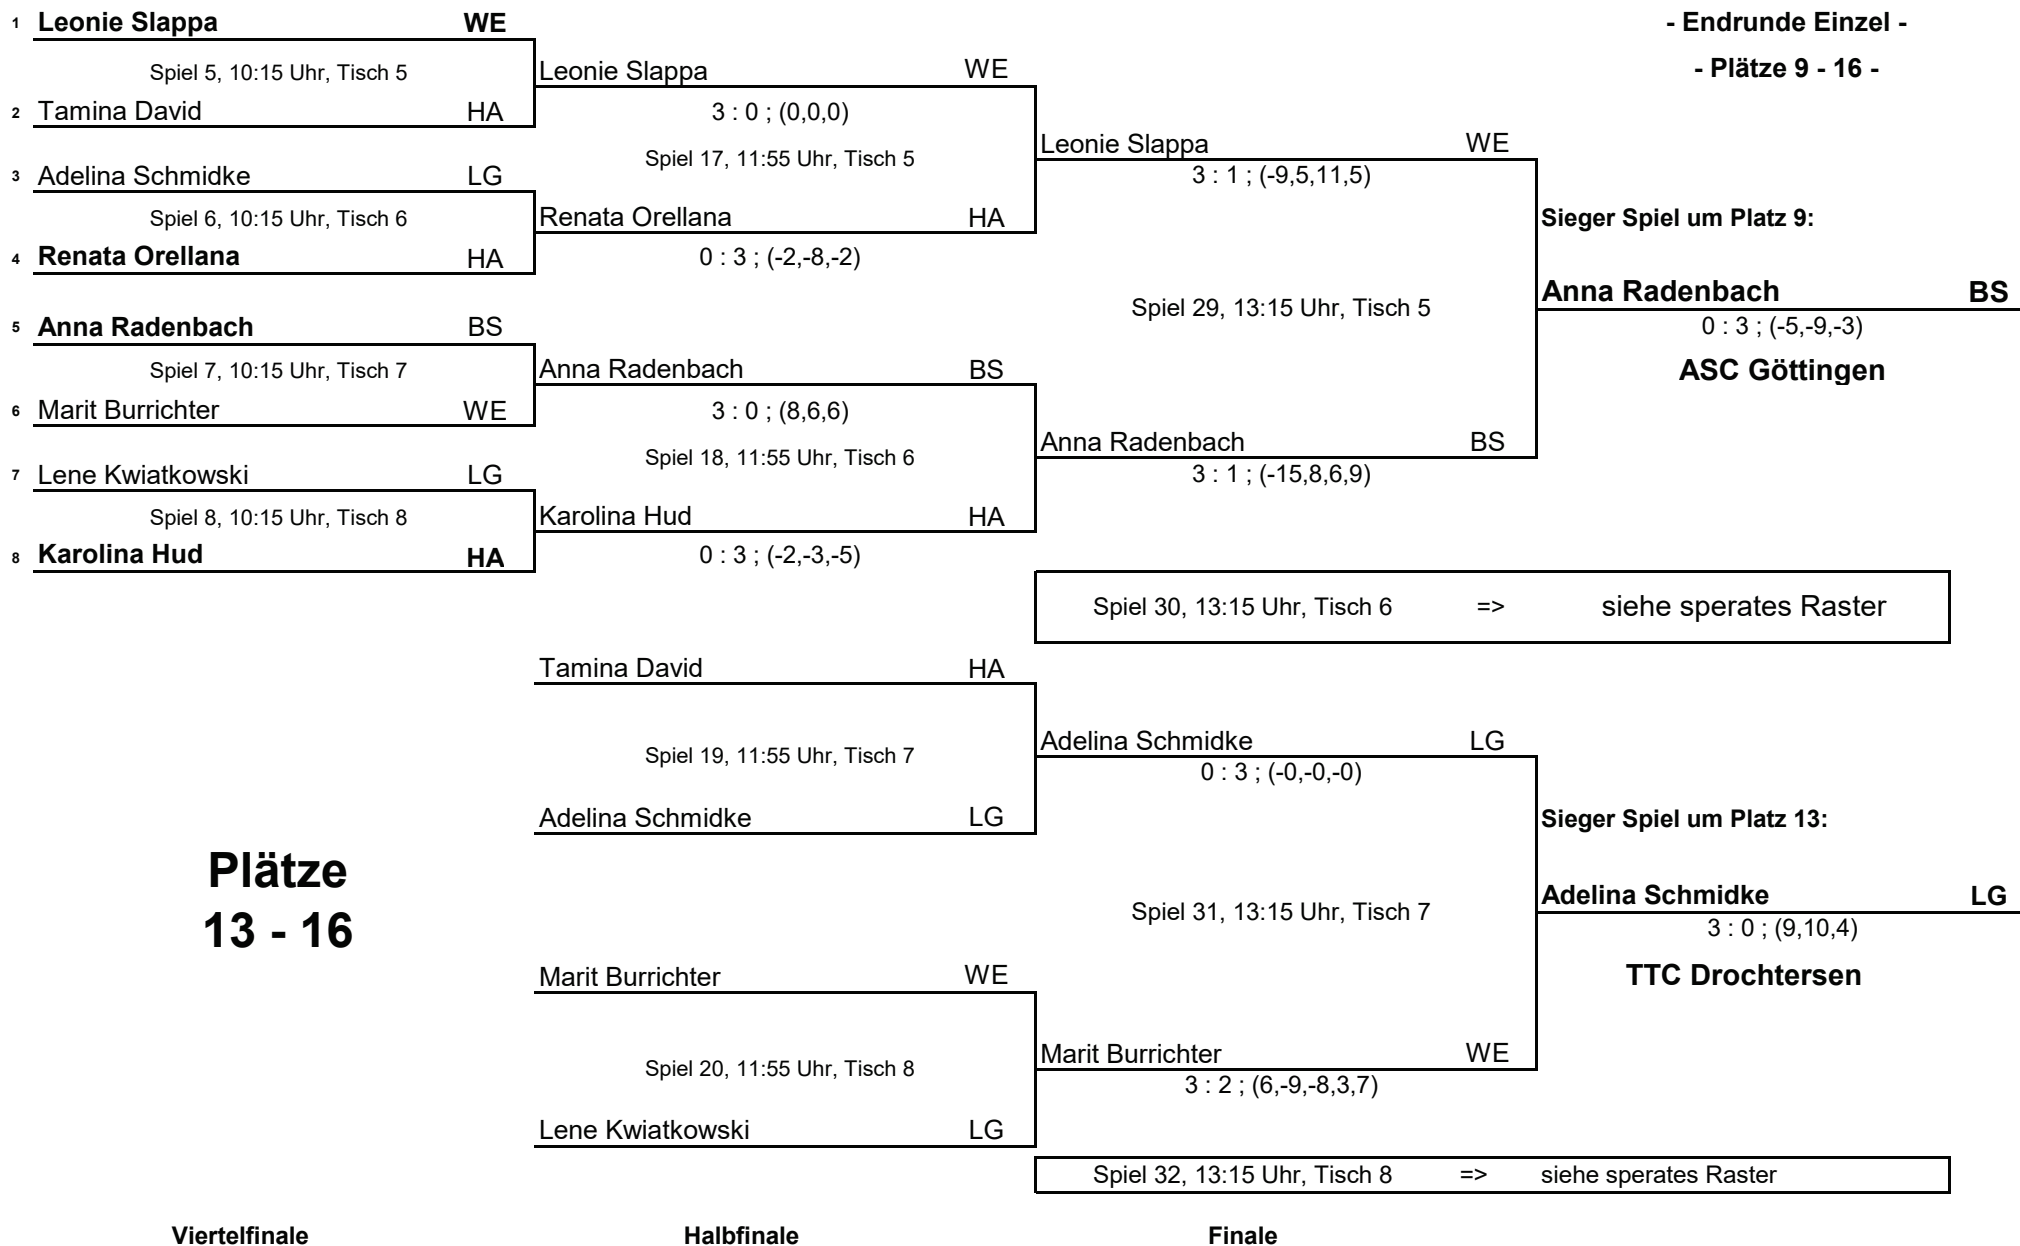 1 Leonie Slappa WE
- Endrunde Einzel -
Spiel 5, 10:15 Uhr, Tisch 5
Leonie Slappa WE
- Plätze 9 - 16 -
2 Tamina David HA
3 : 0 ; (0,0,0)
Spiel 17, 11:55 Uhr, Tisch 5
Leonie Slappa WE
3 : 1 ; (-9,5,11,5)
3 Adelina Schmidke LG
Spiel 6, 10:15 Uhr, Tisch 6
Renata Orellana HA
Sieger Spiel um Platz 9:
4 Renata Orellana HA
0 : 3 ; (-2,-8,-2)
Spiel 29, 13:15 Uhr, Tisch 5
Anna Radenbach BS
0 : 3 ; (-5,-9,-3)
ASC Göttingen
5 Anna Radenbach BS
Spiel 7, 10:15 Uhr, Tisch 7
Anna Radenbach BS
6 Marit Burrichter WE
3 : 0 ; (8,6,6)
Spiel 18, 11:55 Uhr, Tisch 6
Anna Radenbach BS
3 : 1 ; (-15,8,6,9)
7 Lene Kwiatkowski LG
Spiel 8, 10:15 Uhr, Tisch 8
Karolina Hud HA
8 Karolina Hud HA
0 : 3 ; (-2,-3,-5)
Spiel 30, 13:15 Uhr, Tisch 6 => siehe sperates Raster
Tamina David HA
Spiel 19, 11:55 Uhr, Tisch 7
Adelina Schmidke LG
0 : 3 ; (-0,-0,-0)
Adelina Schmidke LG
Sieger Spiel um Platz 13:
Plätze
13 - 16
Spiel 31, 13:15 Uhr, Tisch 7
Adelina Schmidke LG
3 : 0 ; (9,10,4)
TTC Drochtersen
Marit Burrichter WE
Spiel 20, 11:55 Uhr, Tisch 8
Marit Burrichter WE
3 : 2 ; (6,-9,-8,3,7)
Lene Kwiatkowski LG
Spiel 32, 13:15 Uhr, Tisch 8 => siehe sperates Raster
Viertelfinale Halbfinale Finale